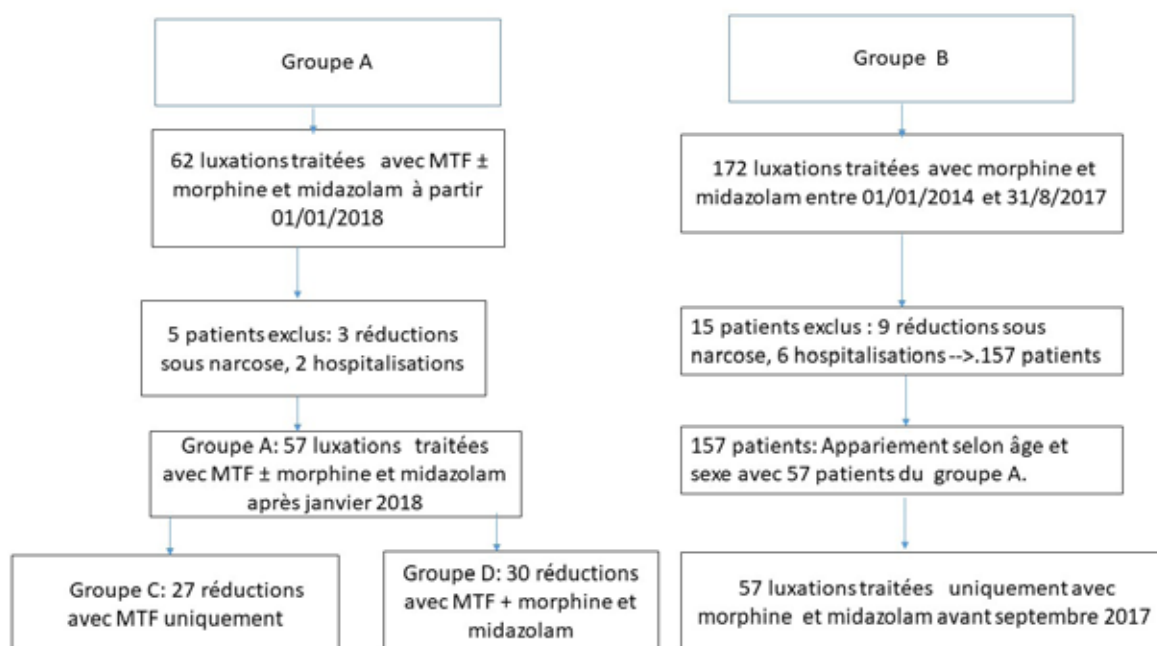 Groupe A
62 luxations traitées avec MTF ±
morphine et midazolam à partir
01/01/2018
5 patients exclus: 3 réductions
sous narcose, 2 hospitalisations
Groupe A: 57 luxations traitées
avec MTF ± morphine et midazolam
après janvier 2018
Groupe C: 27 réductions
avec MTF uniquement
Groupe D: 30 réductions
avec MTF + morphine et
midazolam
Groupe B
172 luxations traitées avec morphine et
midazolam entre 01/01/2014 et 31/8/2017
15 patients exclus : 9 réductions sous
narcose, 6 hospitalisations -->.157 patients
157 patients: Appariement selon âge et
sexe avec 57 patients du groupe A.
57 luxations traitées uniquement avec
morphine et midazolam avant septembre 2017